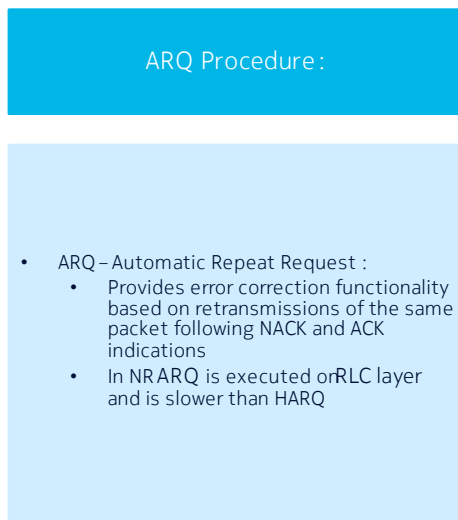 ARQ Procedure:
• ARQ – Automatic Repeat Request :
• Provides error correction functionality
based on retransmissions of the same
packet following NACK and ACK
indications
• In NR ARQ is executed on RLC layer
and is slower than HARQ